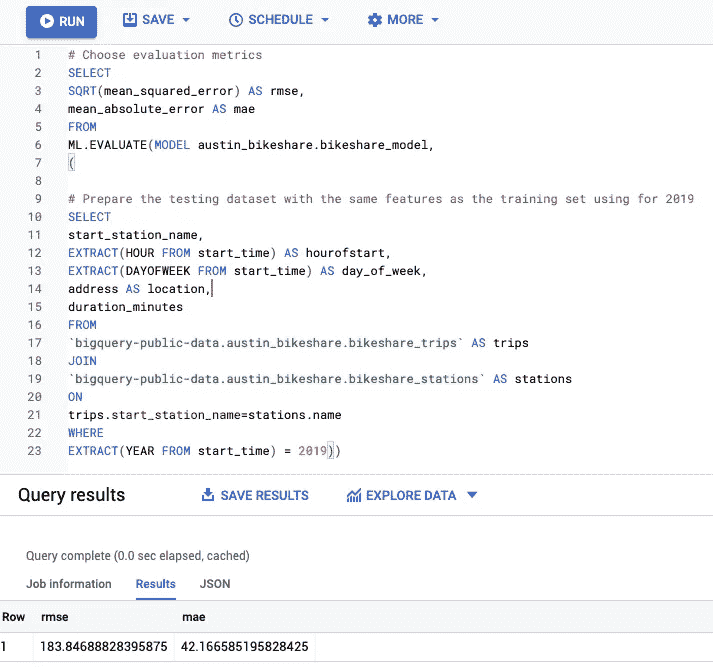 RUN SAVE SCHEDULE MORE
1 # Choose evaluation metrics
2 SELECT
3 SQRT(mean_squared_error) AS rmse,
4 mean_absolute_error AS mae
5 FROM
6 ML.EVALUATE(MODEL austin_bikeshare.bikeshare_model,
7 (
8
9 # Prepare the testing dataset with the same features as the training set using for 2019
10 SELECT
11 start_station_name,
12 EXTRACT(HOUR FROM start_time) AS hourofstart,
13 EXTRACT(DAYOFWEEK FROM start_time) AS day_of_week,
14 address AS location,
15 duration_minutes
16 FROM
17 `bigquery-public-data.austin_bikeshare.bikeshare_trips` AS trips
18 JOIN
19 `bigquery-public-data.austin_bikeshare.bikeshare_stations` AS stations
20 ON
21 trips.start_station_name=stations.name
22 WHERE
23 EXTRACT(YEAR FROM start_time) = 2019))
Query results SAVE RESULTS EXPLORE DATA
Query complete (0.0 sec elapsed, cached)
Job information Results JSON
Row rmse mae
1 183.84688828395875 42.166585195828425